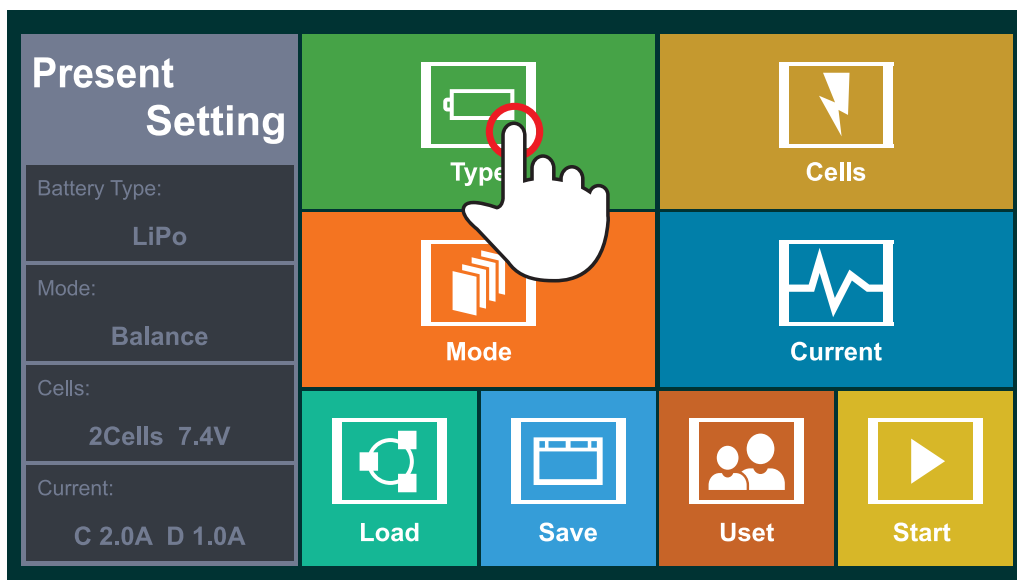 Present
Setting
Battery Type:
LiPo
Mode:
Balance
Cells:
2Cells 7.4V
Current:
C 2.0A D 1.0A
Type
Cells
Mode
Current
Load
Save
Uset
Start